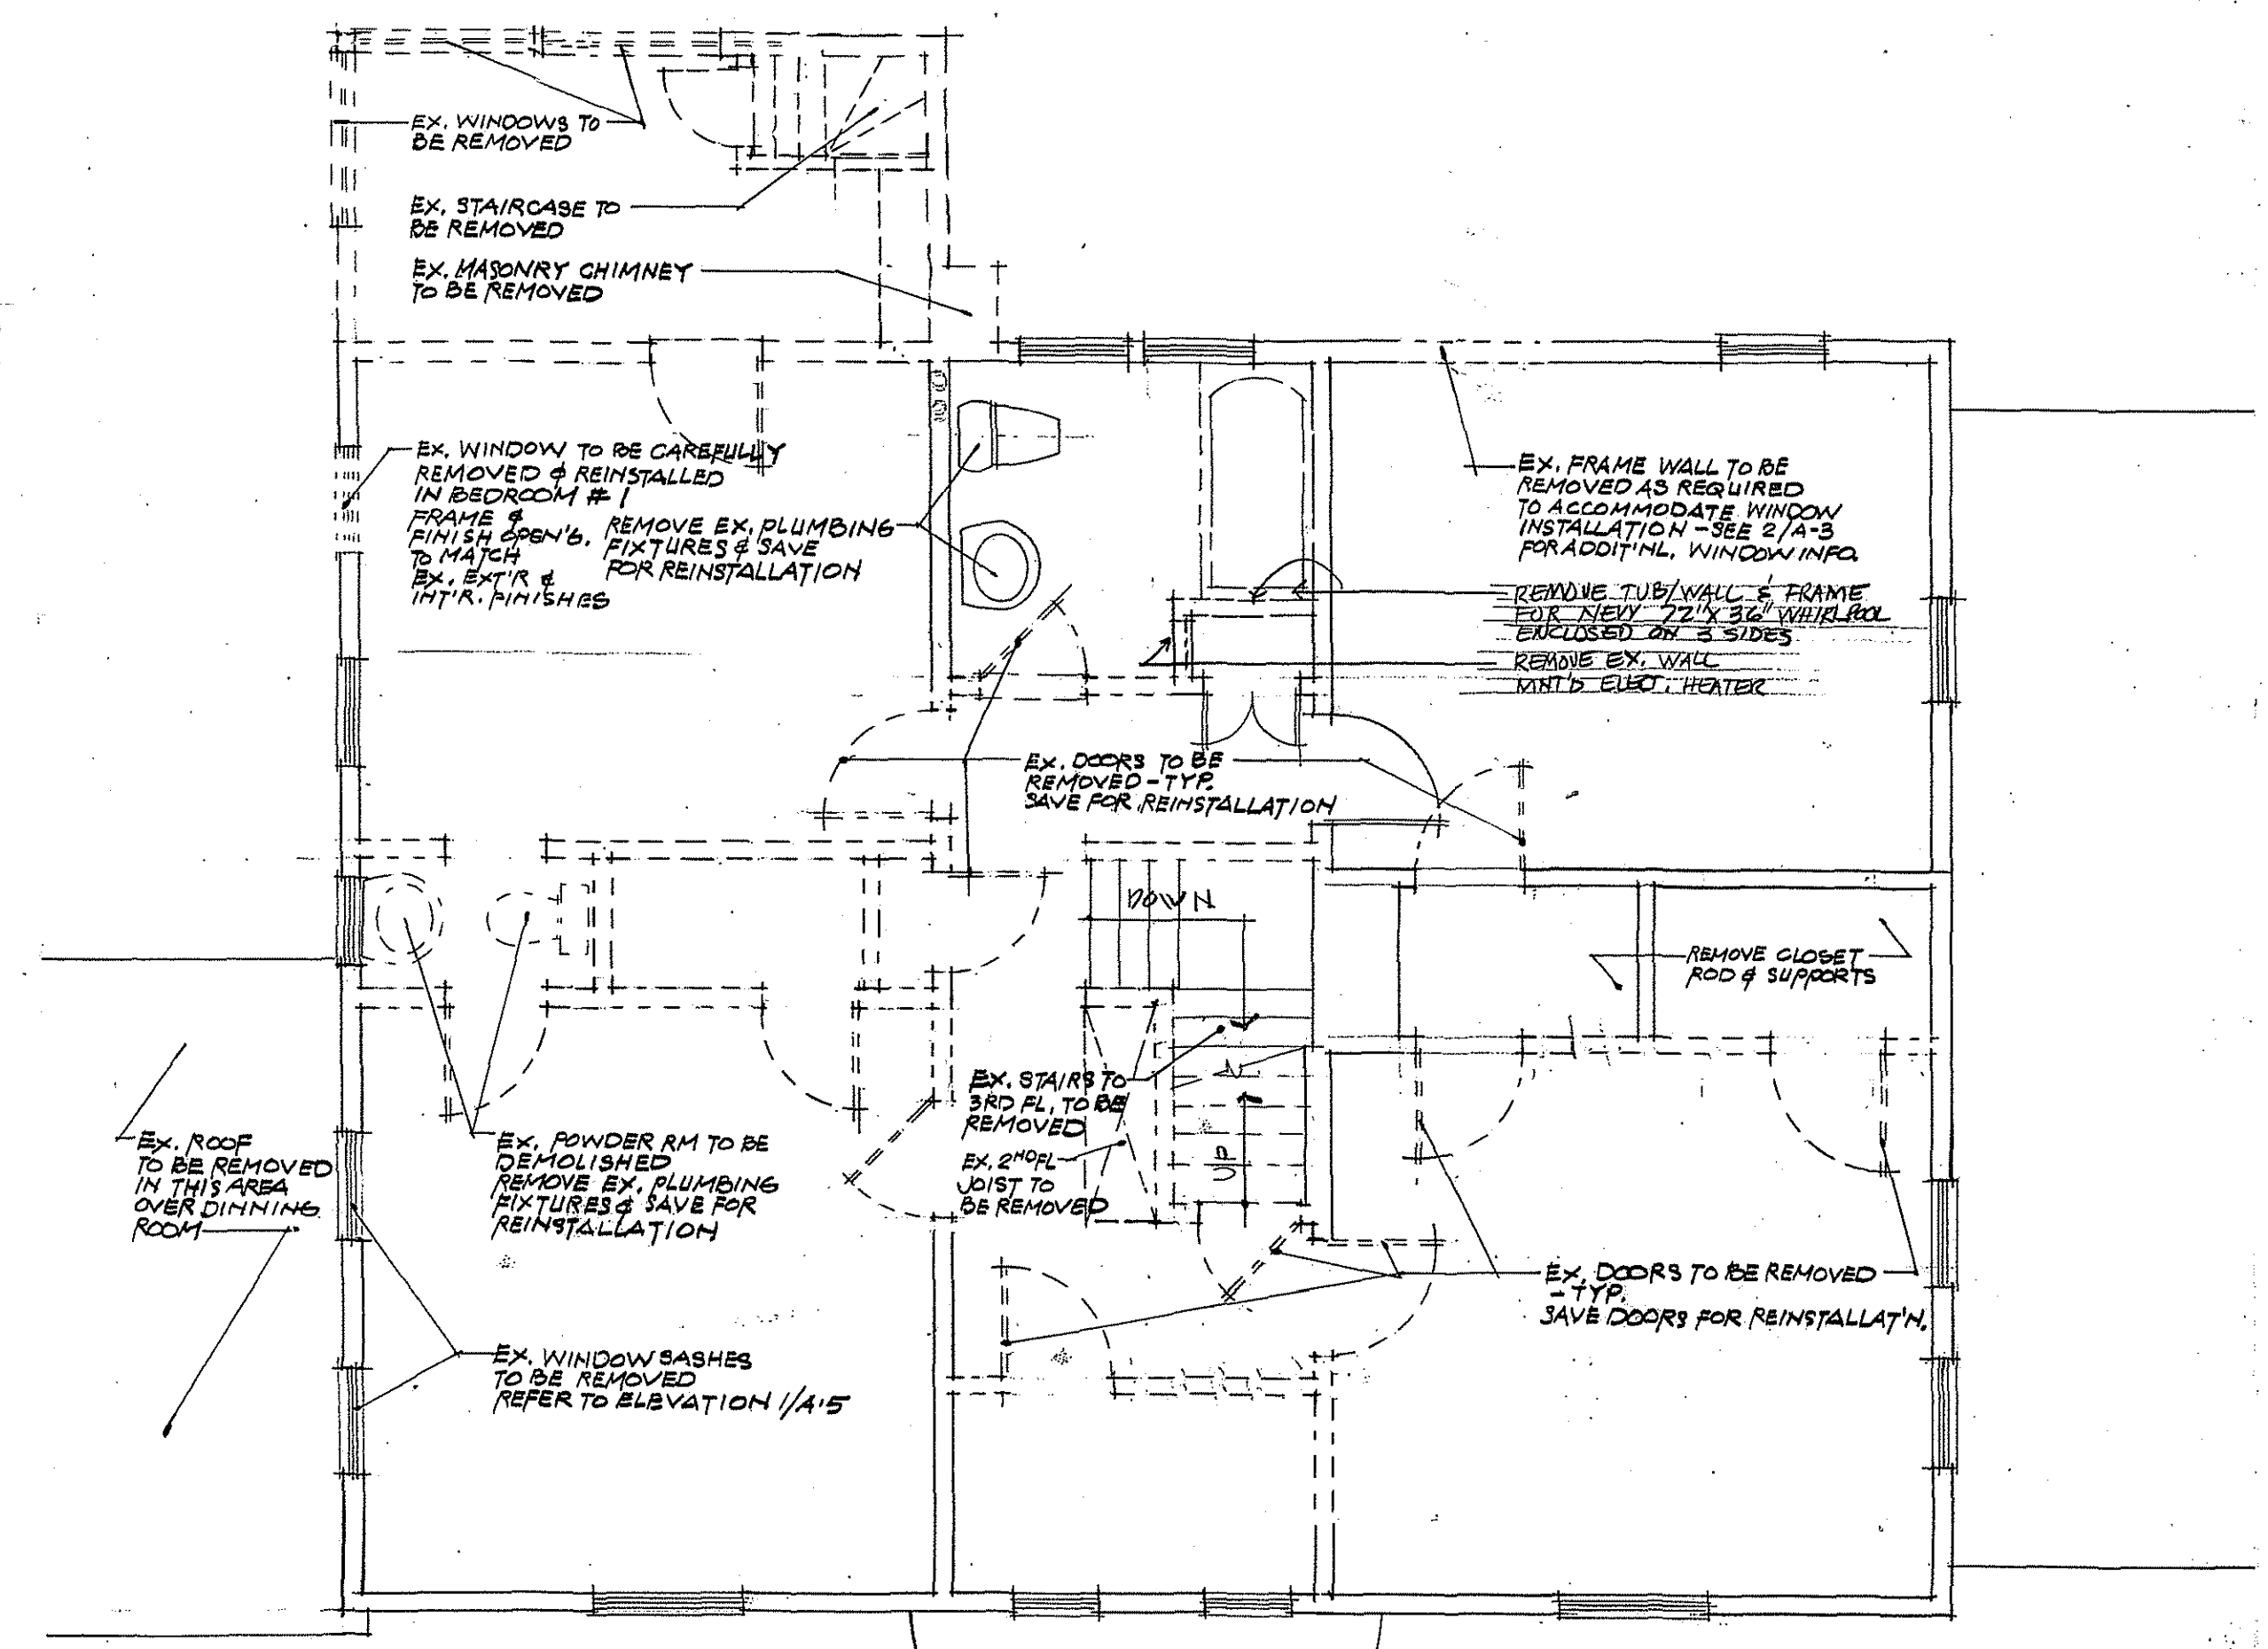 EX. WINDOWS TO
BE REMOVED
EX. STAIRCASE TO
BE REMOVED
EX. MASONRY CHIMNEY
TO BE REMOVED
EX. WINDOW TO BE CAREFULLY
REMOVED & REINSTALLED
IN BEDROOM # 1
FRAME &
FINISH OPEN'G.
TO MATCH
EX. EXT'R &
INT'R. FINISHES
REMOVE EX. PLUMBING
FIXTURES & SAVE
FOR REINSTALLATION
EX. FRAME WALL TO BE
REMOVED AS REQUIRED
TO ACCOMMODATE WINDOW
INSTALLATION - SEE 2/A-3
FOR ADDIT'NL. WINDOW INFO.
REMOVE TUB/WALL & FRAME
FOR NEW 72" X 36" WHIRLPOOL
ENCLOSED ON 3 SIDES
REMOVE EX. WALL
MNT'D ELECT. HEATER
EX. DOORS TO BE
REMOVED - TYP.
SAVE FOR REINSTALLATION
DOWN
REMOVE CLOSET
ROD & SUPPORTS
EX. STAIRS TO
3RD FL. TO BE
REMOVED
EX. 2ND FL
JOIST TO
BE REMOVED
UP
EX. ROOF
TO BE REMOVED
IN THIS AREA
OVER DINNING
ROOM
EX. POWDER RM TO BE
DEMOLISHED
REMOVE EX. PLUMBING
FIXTURES & SAVE FOR
REINSTALLATION
EX. DOORS TO BE REMOVED
- TYP.
SAVE DOORS FOR REINSTALLAT'N.
EX. WINDOW SASHES
TO BE REMOVED
REFER TO ELEVATION 1/A-5